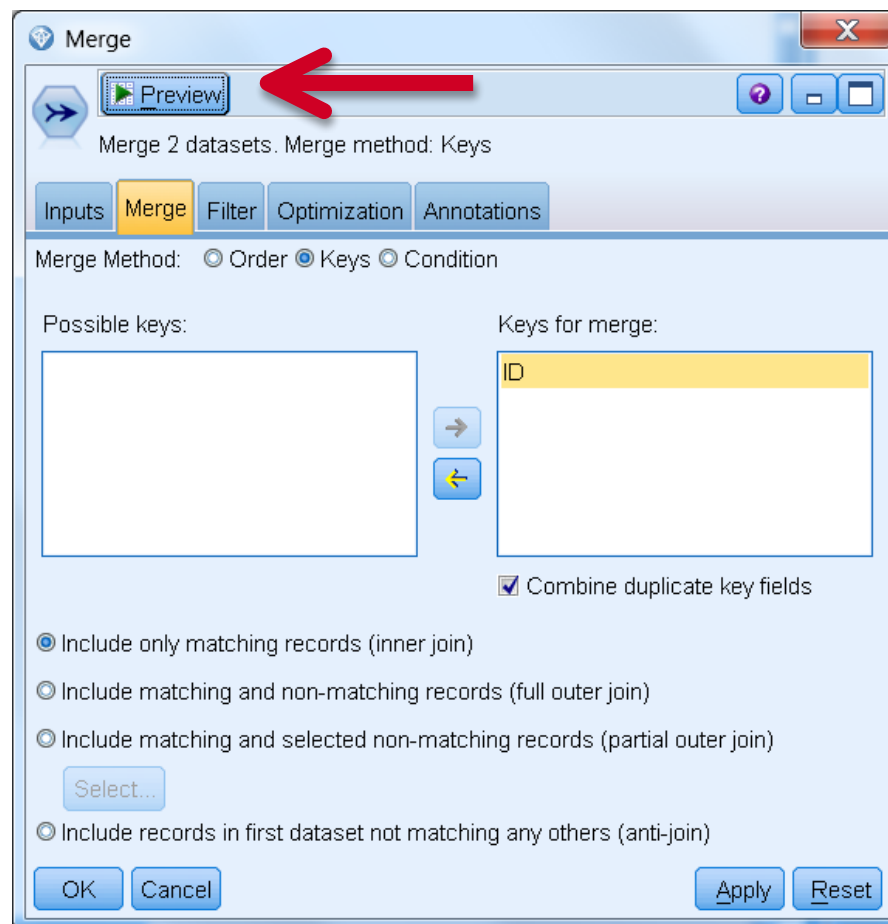 Merge
Preview
Merge 2 datasets. Merge method: Keys
Inputs Merge Filter Optimization Annotations
Merge Method: Order Keys Condition
Possible keys: Keys for merge:
ID
Combine duplicate key fields
Include only matching records (inner join)
Include matching and non-matching records (full outer join)
Include matching and selected non-matching records (partial outer join)
Select...
Include records in first dataset not matching any others (anti-join)
OK Cancel Apply Reset